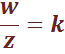 w/z = k